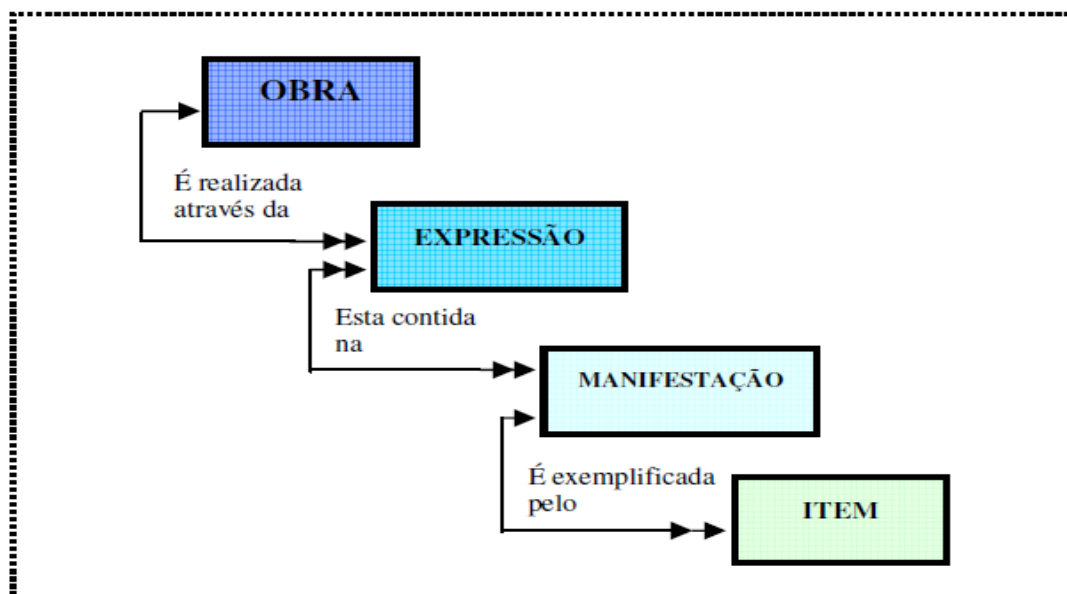 OBRA
É realizada
através da
EXPRESSÃO
Esta contida
na
MANIFESTAÇÃO
É exemplificada
pelo
ITEM